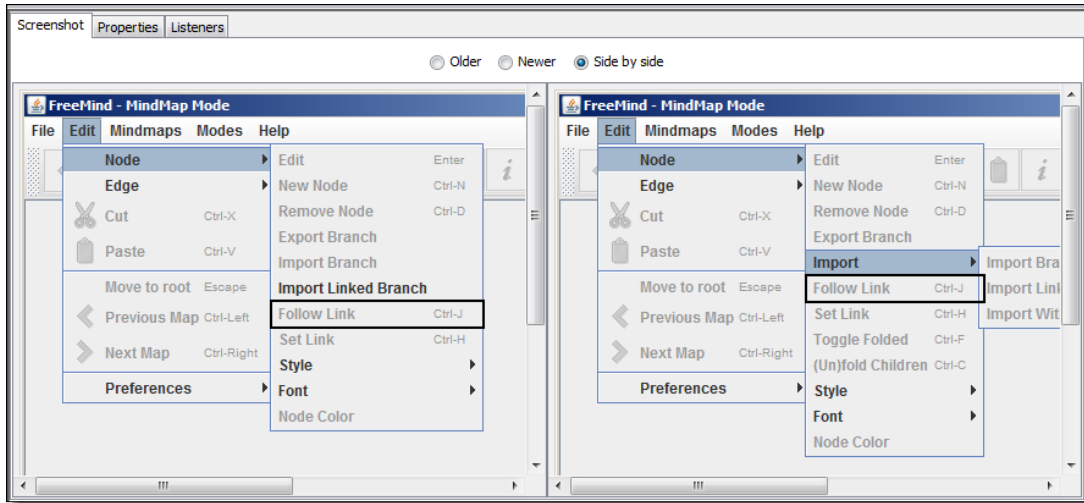 Screenshot Properties Listeners
Older Newer Side by side
FreeMind - MindMap Mode
File Edit Mindmaps Modes Help
Node
Edge
Cut Ctrl-X
Paste Ctrl-V
Move to root Escape
Previous Map Ctrl-Left
Next Map Ctrl-Right
Preferences
Edit Enter
New Node Ctrl-N
Remove Node Ctrl-D
Export Branch
Import Branch
Import Linked Branch
Follow Link Ctrl-J
Set Link Ctrl-H
Style
Font
Node Color
FreeMind - MindMap Mode
File Edit Mindmaps Modes Help
Node
Edge
Cut Ctrl-X
Paste Ctrl-V
Move to root Escape
Previous Map Ctrl-Left
Next Map Ctrl-Right
Preferences
Edit Enter
New Node Ctrl-N
Remove Node Ctrl-D
Export Branch
Import
Follow Link Ctrl-J
Set Link Ctrl-H
Toggle Folded Ctrl-F
(Un)fold Children Ctrl-C
Style
Font
Node Color
Import Bra
Import Link
Import Wit